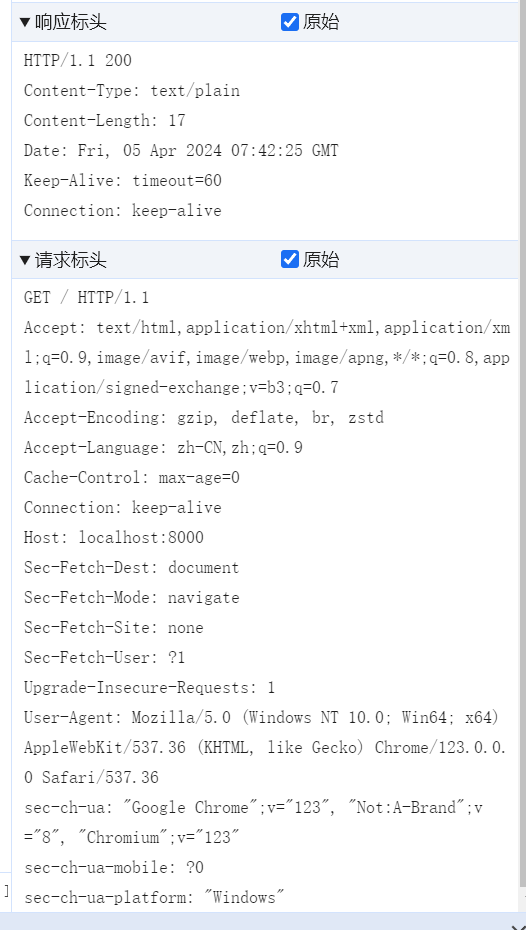 ▼响应标头 原始
HTTP/1.1 200
Content-Type: text/plain
Content-Length: 17
Date: Fri, 05 Apr 2024 07:42:25 GMT
Keep-Alive: timeout=60
Connection: keep-alive
▼请求标头 原始
GET / HTTP/1.1
Accept: text/html,application/xhtml+xml,application/xm
l;q=0.9,image/avif,image/webp,image/apng,*/*;q=0.8,app
lication/signed-exchange;v=b3;q=0.7
Accept-Encoding: gzip, deflate, br, zstd
Accept-Language: zh-CN,zh;q=0.9
Cache-Control: max-age=0
Connection: keep-alive
Host: localhost:8000
Sec-Fetch-Dest: document
Sec-Fetch-Mode: navigate
Sec-Fetch-Site: none
Sec-Fetch-User: ?1
Upgrade-Insecure-Requests: 1
User-Agent: Mozilla/5.0 (Windows NT 10.0; Win64; x64)
AppleWebKit/537.36 (KHTML, like Gecko) Chrome/123.0.0.
0 Safari/537.36
sec-ch-ua: "Google Chrome";v="123", "Not:A-Brand";v
="8", "Chromium";v="123"
sec-ch-ua-mobile: ?0
]
sec-ch-ua-platform: "Windows"